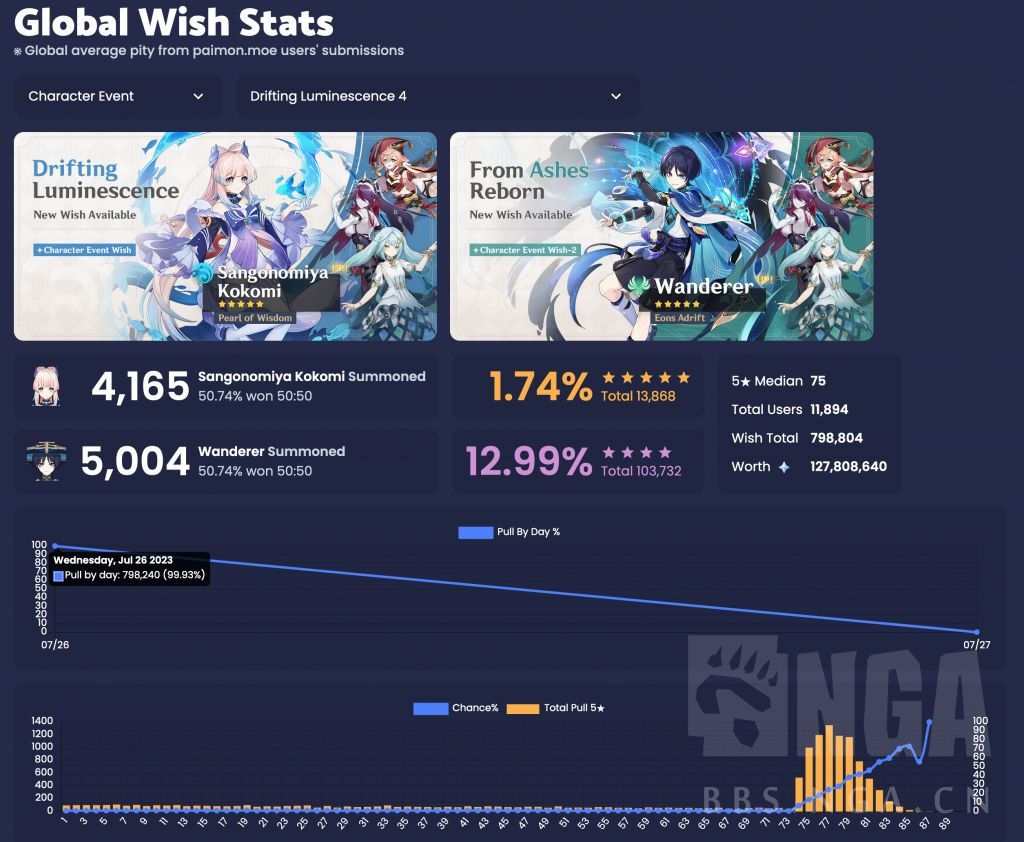 Global Wish Stats
※ Global average pity from paimon.moe users' submissions
Character Event
Drifting Luminescence 4
Drifting
Luminescence
New Wish Available
Character Event Wish
Sangonomiya UP!
Kokomi
★★★★★
Pearl of Wisdom
From Ashes
Reborn
New Wish Available
Character Event Wish-2
Wanderer UP!
★★★★★
Eons Adrift
4,165 Sangonomiya Kokomi Summoned
50.74% won 50:50
1.74% ★★★★★
Total 13,868
5★ Median 75
Total Users 11,894
Wish Total 798,804
Worth 127,808,640
5,004 Wanderer Summoned
50.74% won 50:50
12.99% ★★★★
Total 103,732
Pull By Day %
100
90
80
70
60
50
40
30
20
10
0
Wednesday, Jul 26 2023
Pull by day: 798,240 (99.93%)
07/26 07/27
NGA
BBS.NGA.CN
Chance% Total Pull 5★
1400
1200
1000
800
600
400
200
0
100
90
80
70
60
50
40
30
20
10
0
1 3 5 7 9 11 13 15 17 19 21 23 25 27 29 31 33 35 37 39 41 43 45 47 49 51 53 55 57 59 61 63 65 67 69 71 73 75 77 79 81 83 85 87 89